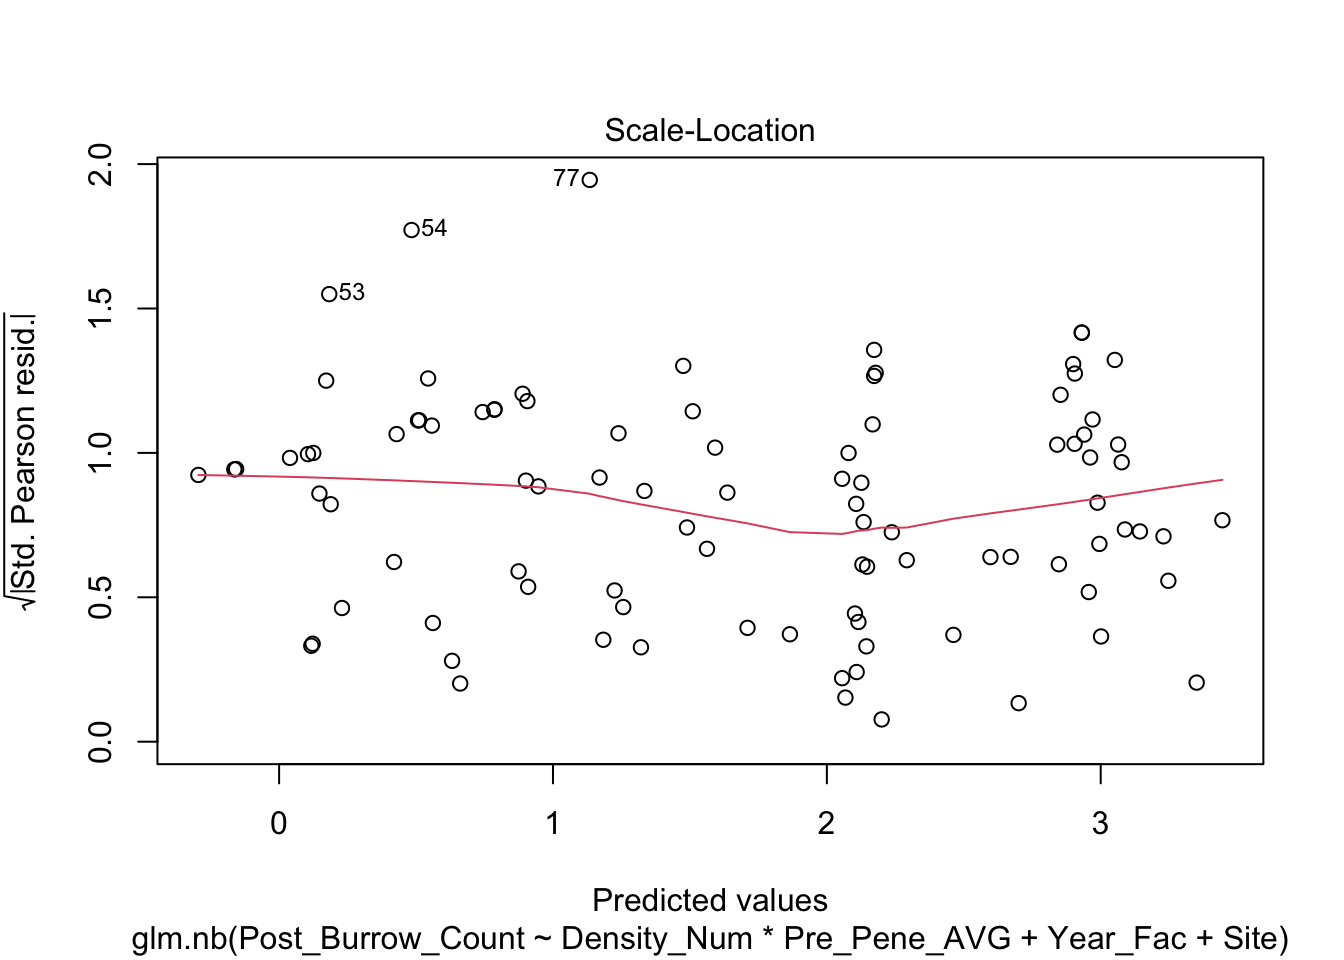 Scale-Location
77
54
53
2.0
1.5
1.0
0.5
0.0
√|Std. Pearson resid.|
0 1 2 3
Predicted values
glm.nb(Post_Burrow_Count ~ Density_Num * Pre_Pene_AVG + Year_Fac + Site)